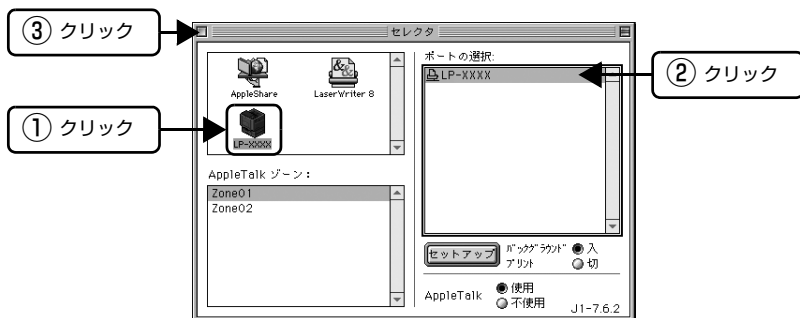 ③ クリック
セレクタ
ポートの選択:
AppleShare
LaserWriter 8
LP-XXXX
② クリック
① クリック
LP-XXXX
AppleTalk ゾーン:
Zone01
Zone02
セットアップ
バックグラウンド
プリント
入
切
AppleTalk
使用
不使用
J1-7.6.2